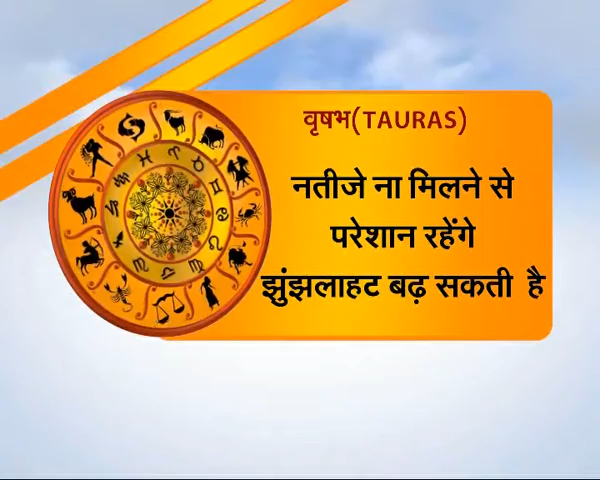 वृषभ(TAURAS)
नतीजे ना मिलने से
परेशान रहेंगे
झुंझलाहट बढ़ सकती है